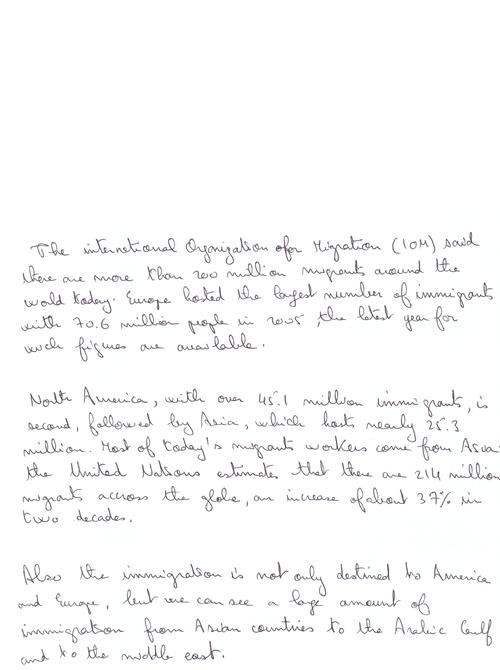 The international Organization ofor Migration (IOM) said
there are more than 200 million migrants around the
world today. Europe hosted the largest number of immigrants
with 70.6 million people in 2005, the latest year for
wich figures are available.
North America, with over 45.1 million immigrants, is
second, followed by Asia, which hosts nearly 25.3
million. Most of today's migrants workers come from Asia.
the United Nations estimates that there are 214 million
migrants accross the globe, an increase of about 37% in
two decades.
Also the immigration is not only destined to America
and Europe, but we can see a large amount of
immigration from Asian countries to the Arabic Gulf
and to the middle east.